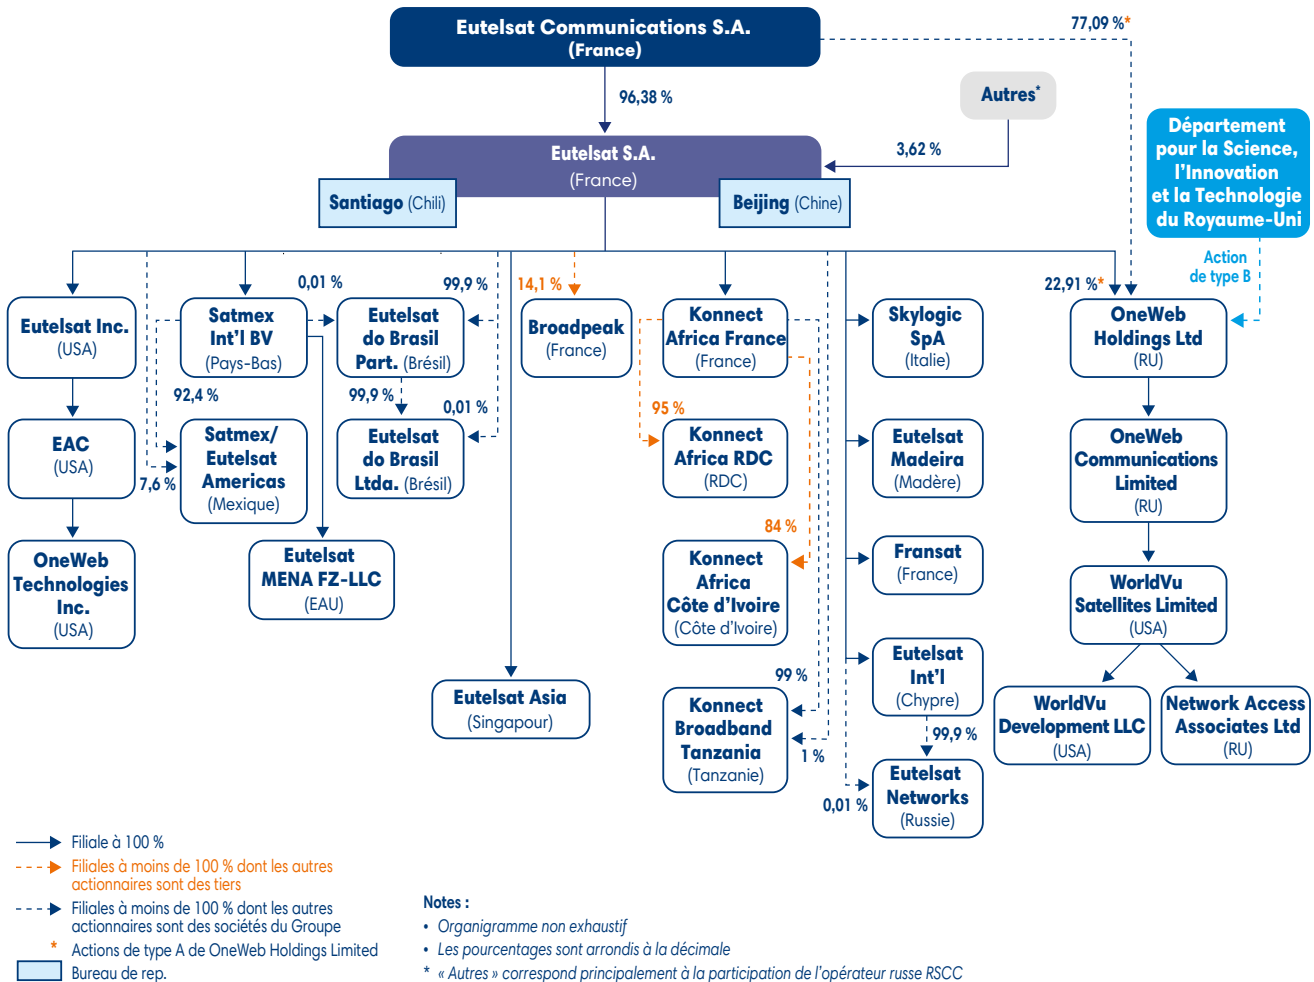 Eutelsat Communications S.A.
(France)
77,09 %*
96,38 %
Autres*
Département
pour la Science,
l'Innovation
et la Technologie
du Royaume-Uni
Eutelsat S.A.
(France)
3,62 %
Santiago (Chili)
Beijing (Chine)
Action
de type B
0,01 %
99,9 %
14,1 %
22,91 %*
Eutelsat Inc.
(USA)
Satmex
Int'l BV
(Pays-Bas)
Eutelsat
do Brasil
Part. (Brésil)
Broadpeak
(France)
Konnect
Africa France
(France)
Skylogic
SpA
(Italie)
OneWeb
Holdings Ltd
(RU)
92,4 %
99,9 %
0,01 %
95 %
EAC
(USA)
Satmex/
Eutelsat
Americas
(Mexique)
7,6 %
Eutelsat
do Brasil
Ltda. (Brésil)
Konnect
Africa RDC
(RDC)
Eutelsat
Madeira
(Madère)
OneWeb
Communications
Limited
(RU)
84 %
OneWeb
Technologies
Inc.
(USA)
Eutelsat
MENA FZ-LLC
(EAU)
Konnect
Africa
Côte d'Ivoire
(Côte d'Ivoire)
Fransat
(France)
WorldVu
Satellites Limited
(USA)
Eutelsat Asia
(Singapour)
99 %
Konnect
Broadband
Tanzania
(Tanzanie)
1 %
Eutelsat
Int'l
(Chypre)
99,9 %
WorldVu
Development LLC
(USA)
Network Access
Associates Ltd
(RU)
0,01 %
Eutelsat
Networks
(Russie)
Filiale à 100 %
Filiales à moins de 100 % dont les autres
actionnaires sont des tiers
Filiales à moins de 100 % dont les autres
actionnaires sont des sociétés du Groupe
* Actions de type A de OneWeb Holdings Limited
Bureau de rep.
Notes :
• Organigramme non exhaustif
• Les pourcentages sont arrondis à la décimale
* « Autres » correspond principalement à la participation de l'opérateur russe RSCC